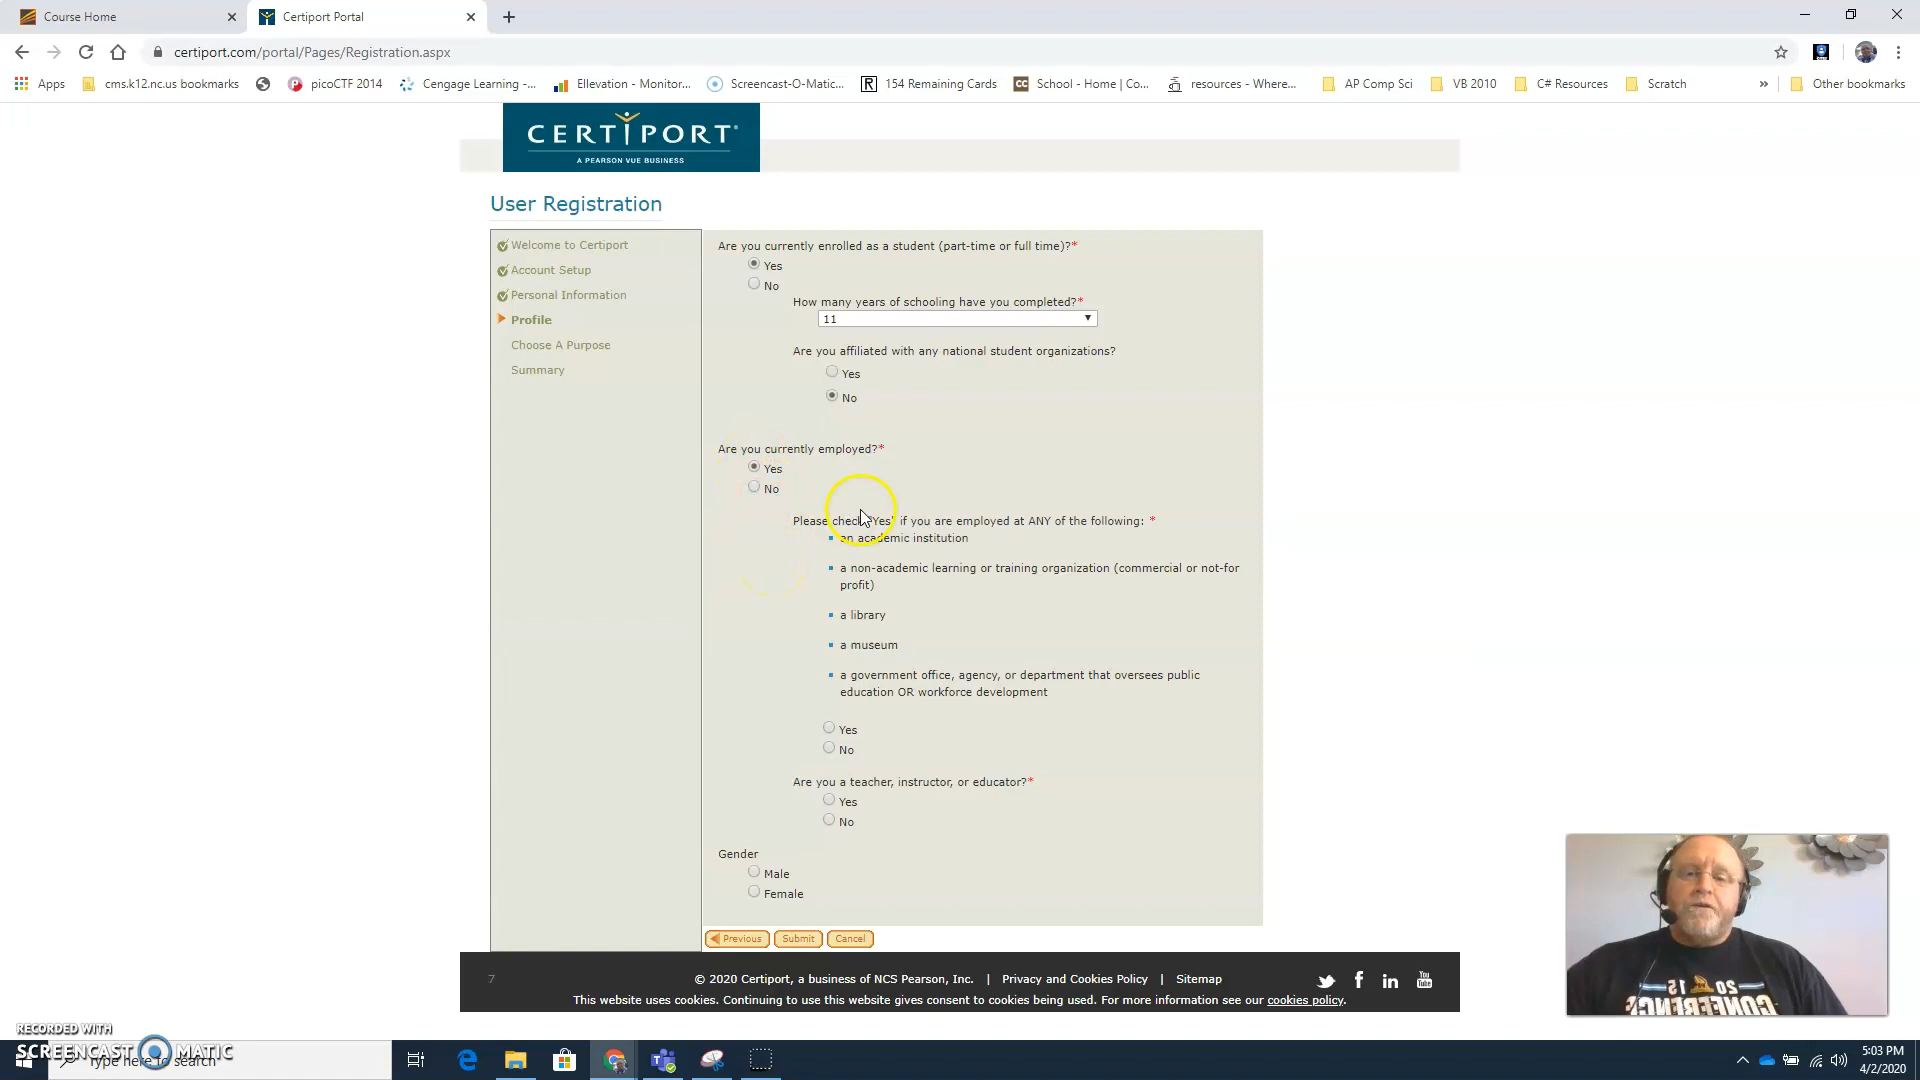 Course Home
Certiport Portal
certiport.com/portal/Pages/Registration.aspx
Apps
cms.k12.nc.us bookmarks
picoCTF 2014
Cengage Learning -...
Ellevation - Monitor...
Screencast-O-Matic...
R
154 Remaining Cards
CC
School - Home | Co...
resources - Where...
AP Comp Sci
VB 2010
C# Resources
Scratch
»
Other bookmarks
CERTIPORT
A PEARSON VUE BUSINESS
User Registration
Welcome to Certiport
Account Setup
Personal Information
Profile
Choose A Purpose
Summary
Are you currently enrolled as a student (part-time or full time)?*
Yes
No
How many years of schooling have you completed?*
11
Are you affiliated with any national student organizations?
Yes
No
Are you currently employed?*
Yes
No
Please check "Yes" if you are employed at ANY of the following: *
an academic institution
a non-academic learning or training organization (commercial or not-for
profit)
a library
a museum
a government office, agency, or department that oversees public
education OR workforce development
Yes
No
Are you a teacher, instructor, or educator?*
Yes
No
Gender
Male
Female
Previous
Submit
Cancel
7
© 2020 Certiport, a business of NCS Pearson, Inc. | Privacy and Cookies Policy | Sitemap
This website uses cookies. Continuing to use this website gives consent to cookies being used. For more information see our cookies policy.
You
Tube
2015
CONFERENC
RECORDED WITH
SCREENCAST MATIC
Type here to search
5:03 PM
4/2/2020